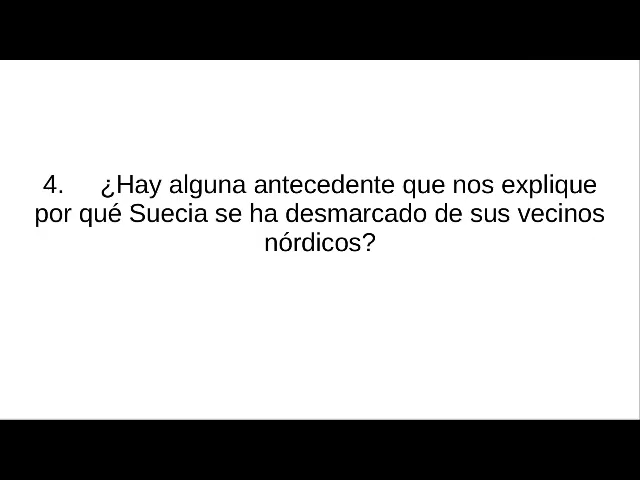 4. ¿Hay alguna antecedente que nos explique
por qué Suecia se ha desmarcado de sus vecinos
nórdicos?